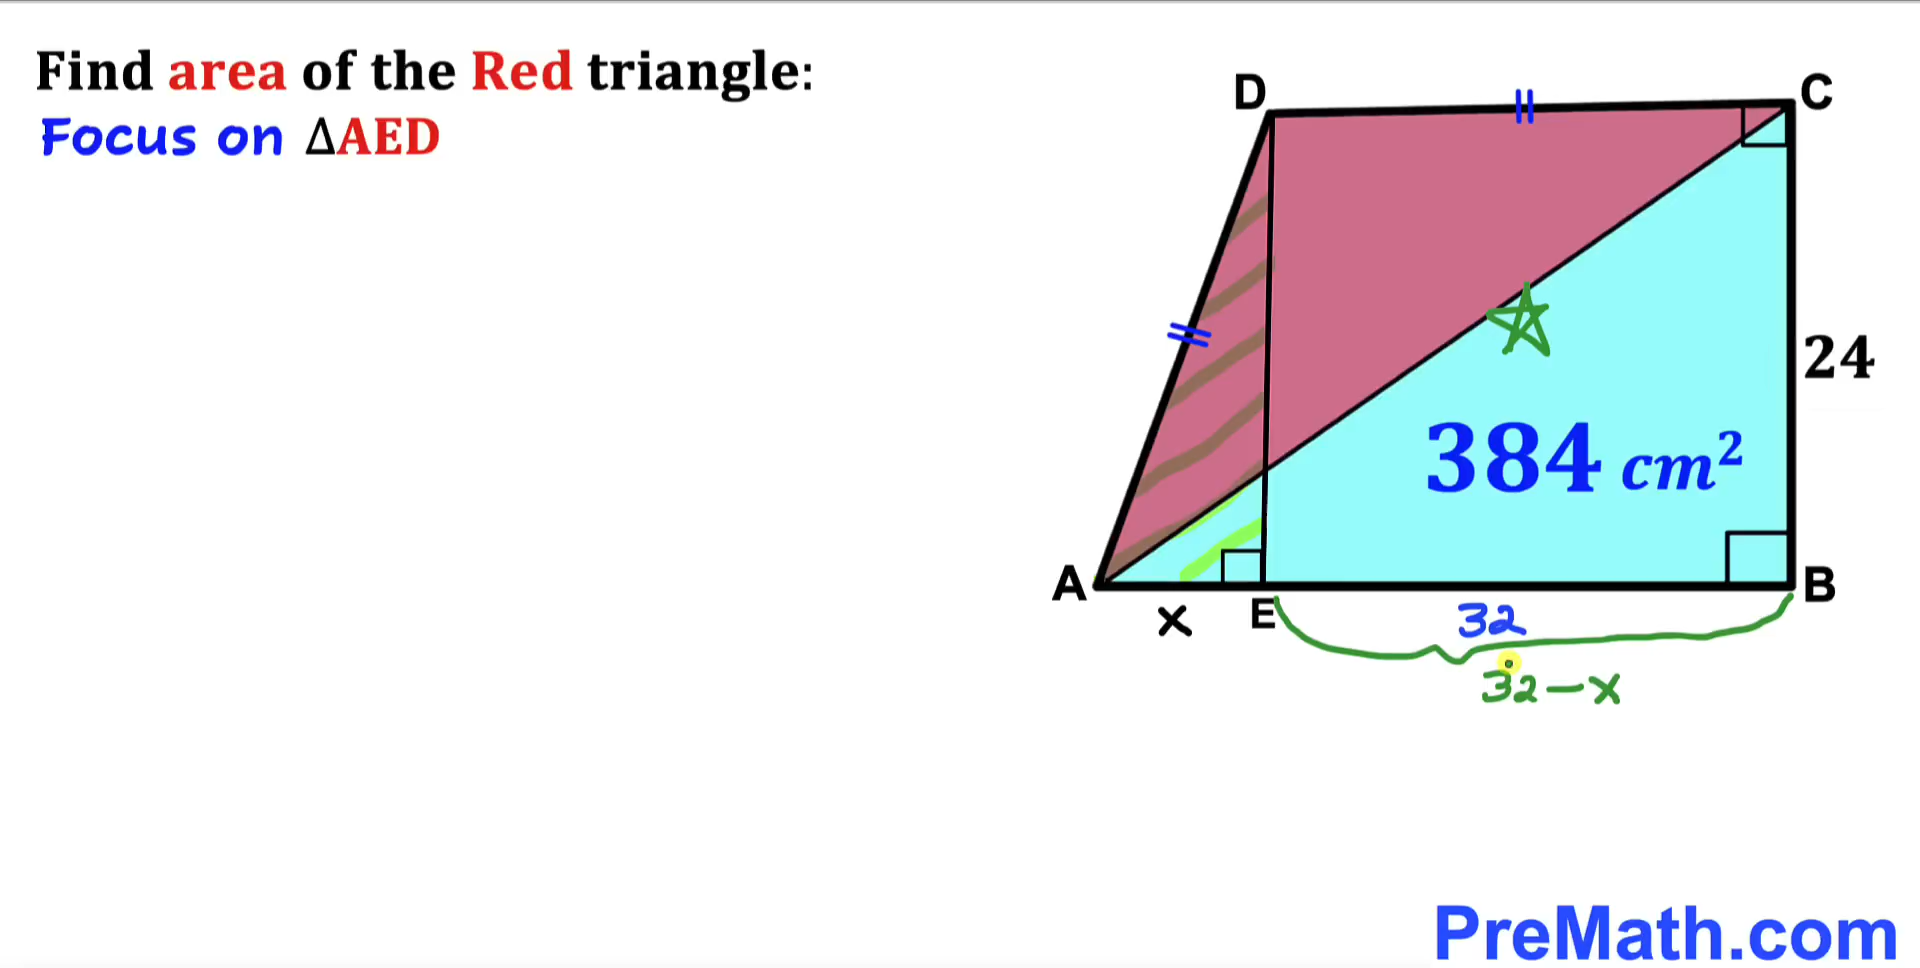 Find area of the Red triangle:
Focus on ΔAED
D
C
24
384 cm²
A
B
x
E
32
32-x
PreMath.com